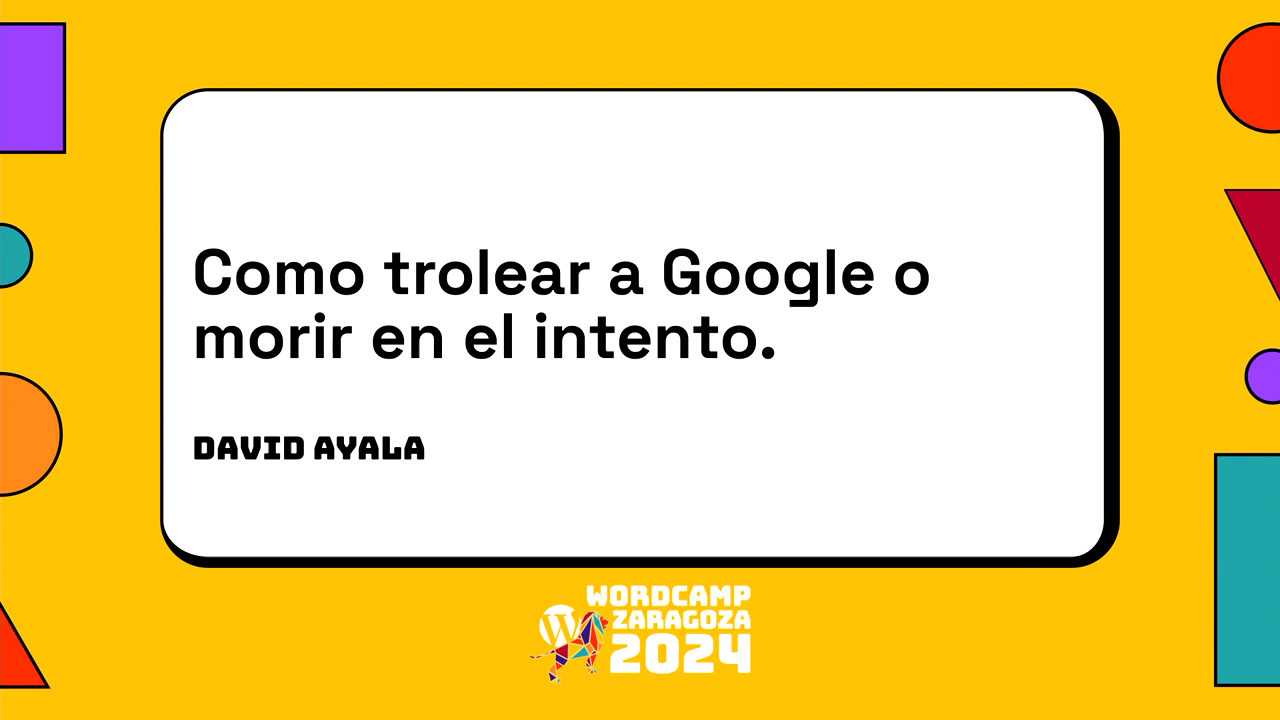 Como trolear a Google o
morir en el intento.
DAVID AYALA
WORDCAMP
ZARAGOZA
2024